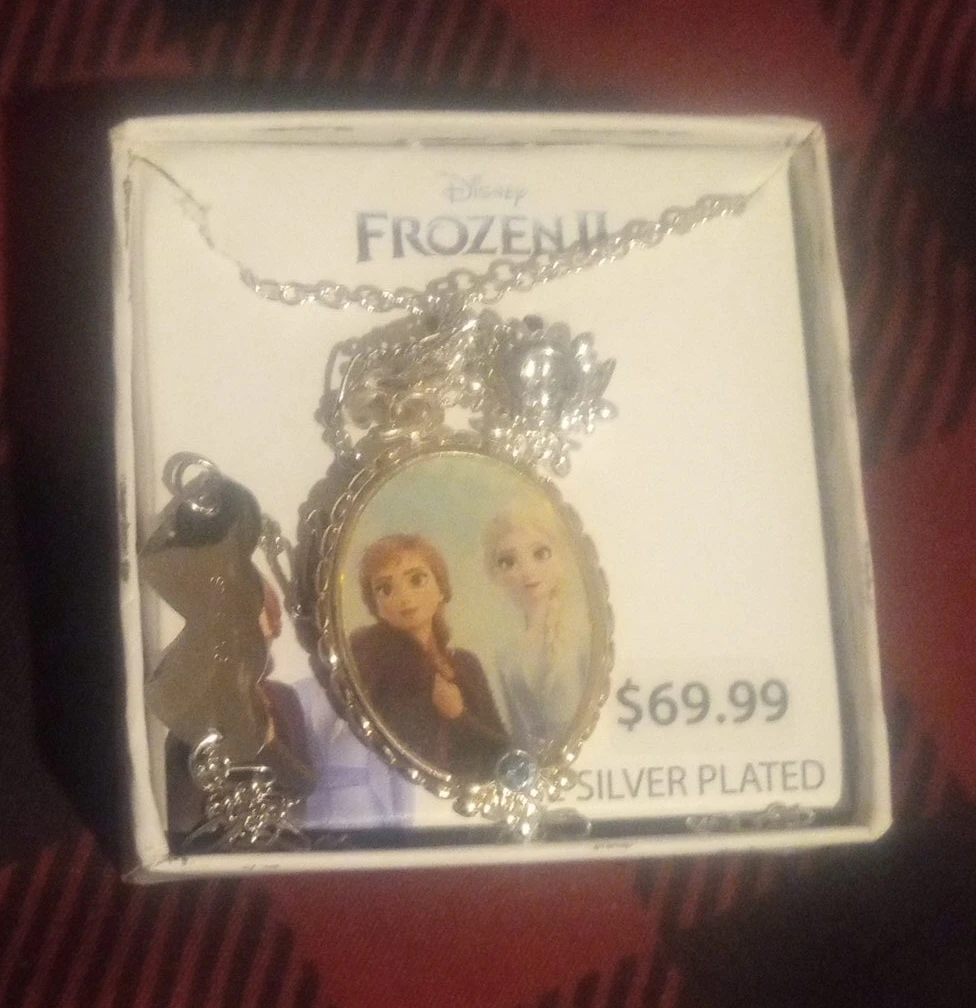 Disney
FROZEN II
$69.99
SILVER PLATED